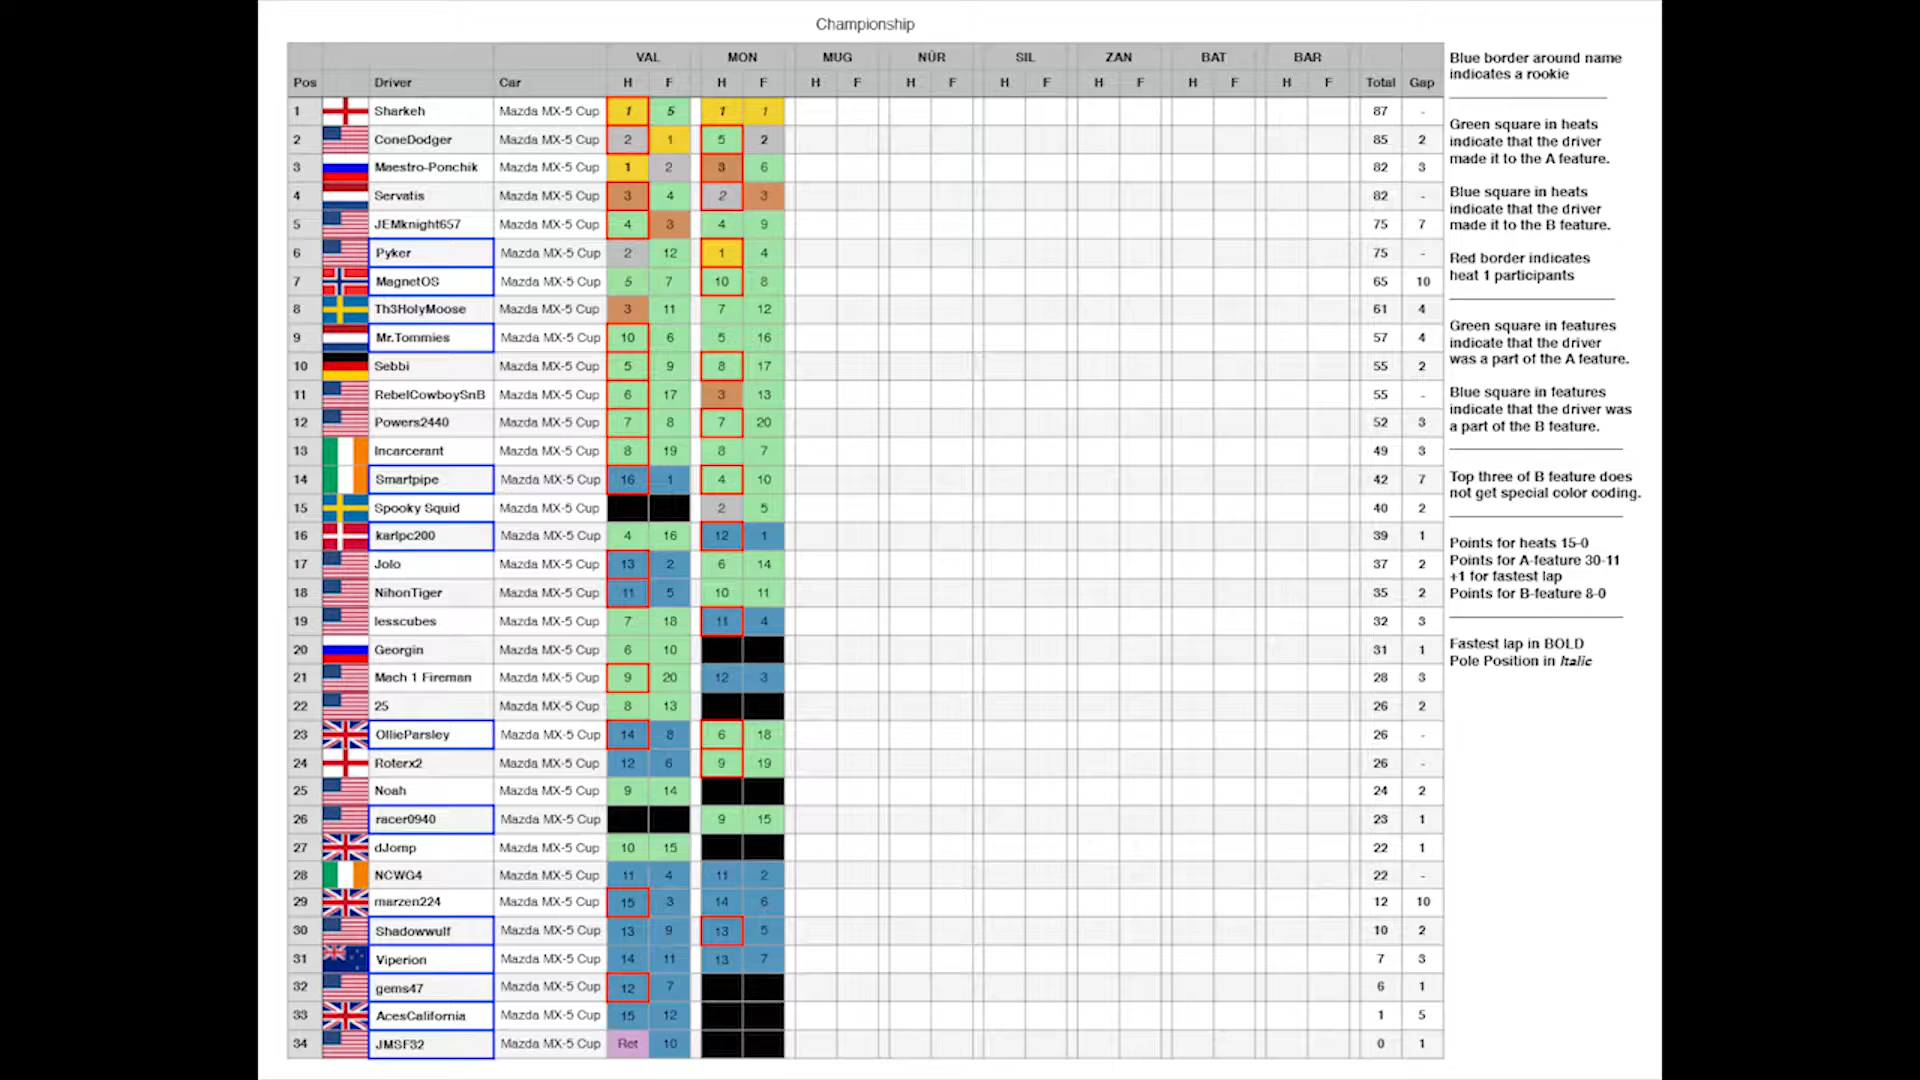 Championship
VAL MON MUG NÜR SIL ZAN BAT BAR
Pos Driver Car H F H F H F H F H F H F H F H F Total Gap
1 Sharkeh Mazda MX-5 Cup 1 5 1 1 87 -
2 ConeDodger Mazda MX-5 Cup 2 1 5 2 85 2
3 Maestro-Ponchik Mazda MX-5 Cup 1 2 3 6 82 3
4 Servatis Mazda MX-5 Cup 3 4 2 3 82 -
5 JEMknight657 Mazda MX-5 Cup 4 3 4 9 75 7
6 Pyker Mazda MX-5 Cup 2 12 1 4 75 -
7 MagnetOS Mazda MX-5 Cup 5 7 10 8 65 10
8 Th3HolyMoose Mazda MX-5 Cup 3 11 7 12 61 4
9 Mr.Tommies Mazda MX-5 Cup 10 6 5 16 57 4
10 Sebbi Mazda MX-5 Cup 5 9 8 17 55 2
11 RebelCowboySnB Mazda MX-5 Cup 6 17 3 13 55 -
12 Powers2440 Mazda MX-5 Cup 7 8 7 20 52 3
13 Incarcerant Mazda MX-5 Cup 8 19 8 7 49 3
14 Smartpipe Mazda MX-5 Cup 16 1 4 10 42 7
15 Spooky Squid Mazda MX-5 Cup 2 5 40 2
16 karlpc200 Mazda MX-5 Cup 4 16 12 1 39 1
17 Jolo Mazda MX-5 Cup 13 2 6 14 37 2
18 NihonTiger Mazda MX-5 Cup 11 5 10 11 35 2
19 lesscubes Mazda MX-5 Cup 7 18 11 4 32 3
20 Georgin Mazda MX-5 Cup 6 10 31 1
21 Mach 1 Fireman Mazda MX-5 Cup 9 20 12 3 28 3
22 25 Mazda MX-5 Cup 8 13 26 2
23 OllieParsley Mazda MX-5 Cup 14 8 6 18 26 -
24 Roterx2 Mazda MX-5 Cup 12 6 9 19 26 -
25 Noah Mazda MX-5 Cup 9 14 24 2
26 racer0940 Mazda MX-5 Cup 9 15 23 1
27 dJomp Mazda MX-5 Cup 10 15 22 1
28 NCWG4 Mazda MX-5 Cup 11 4 11 2 22 -
29 marzen224 Mazda MX-5 Cup 15 3 14 6 12 10
30 Shadowwulf Mazda MX-5 Cup 13 9 13 5 10 2
31 Viperion Mazda MX-5 Cup 14 11 13 7 7 3
32 gems47 Mazda MX-5 Cup 12 7 6 1
33 AcesCalifornia Mazda MX-5 Cup 15 12 1 5
34 JMSF32 Mazda MX-5 Cup Ret 10 0 1
Blue border around name
indicates a rookie
Green square in heats
indicate that the driver
made it to the A feature.
Blue square in heats
indicate that the driver
made it to the B feature.
Red border indicates
heat 1 participants
Green square in features
indicate that the driver
was a part of the A feature.
Blue square in features
indicate that the driver was
a part of the B feature.
Top three of B feature does
not get special color coding.
Points for heats 15-0
Points for A-feature 30-11
+1 for fastest lap
Points for B-feature 8-0
Fastest lap in BOLD
Pole Position in Italic